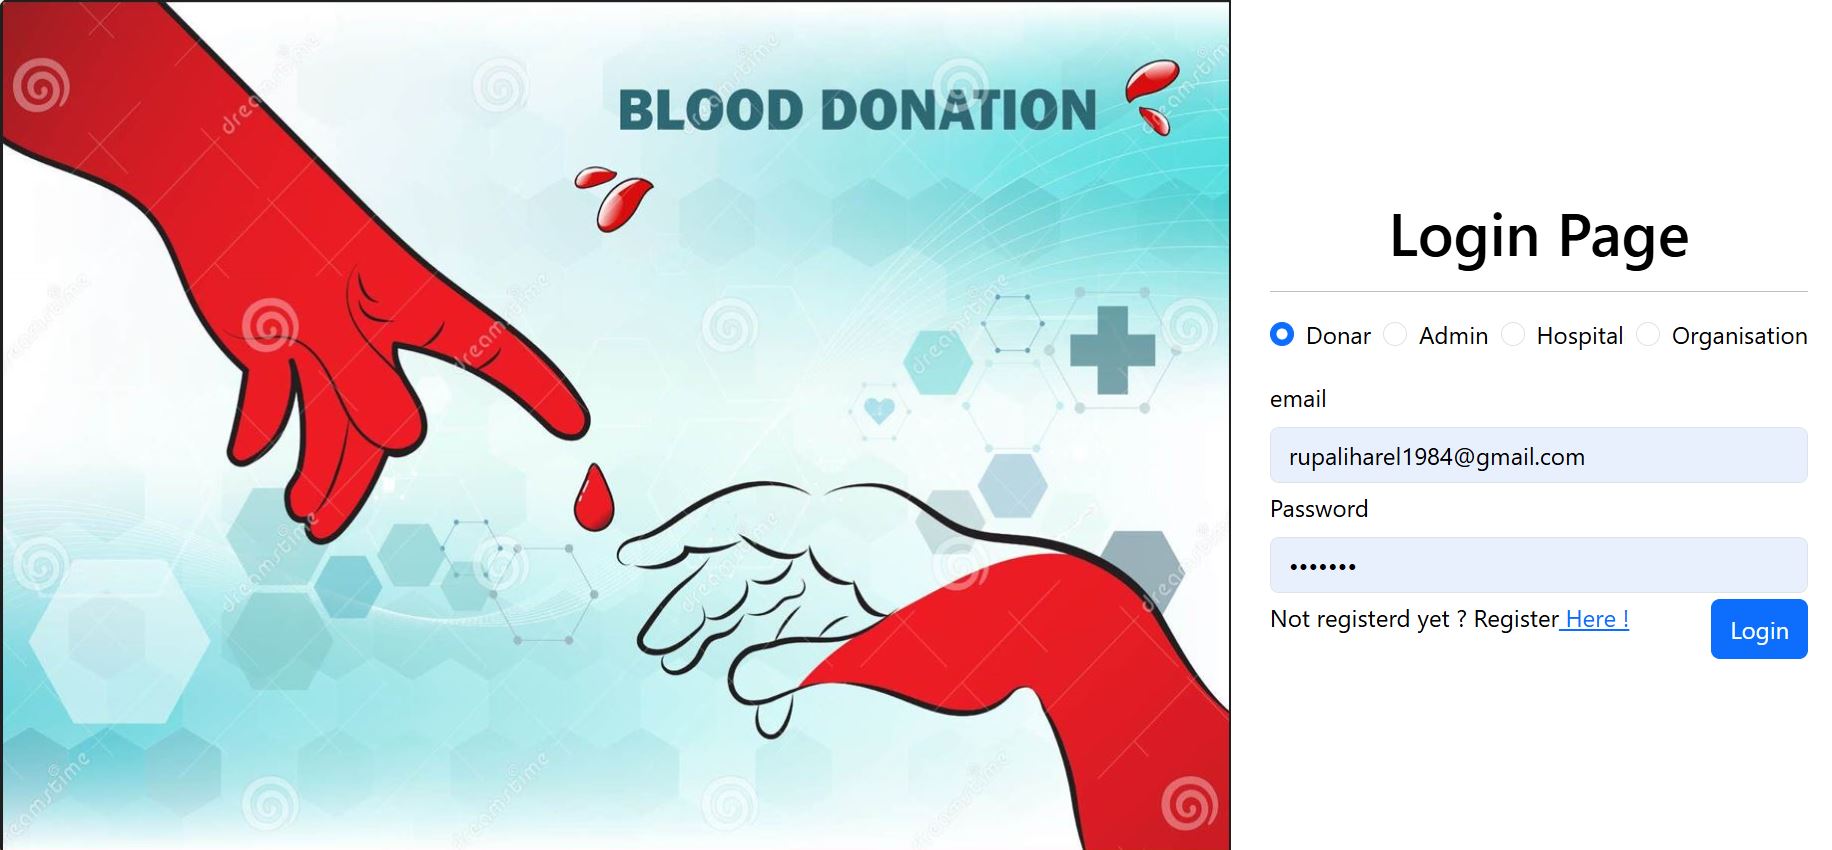 BLOOD DONATION
dreamstime
Login Page
Donar Admin Hospital Organisation
email
rupaliharel1984@gmail.com
Password
•••••••
Not registerd yet ? Register Here !
Login